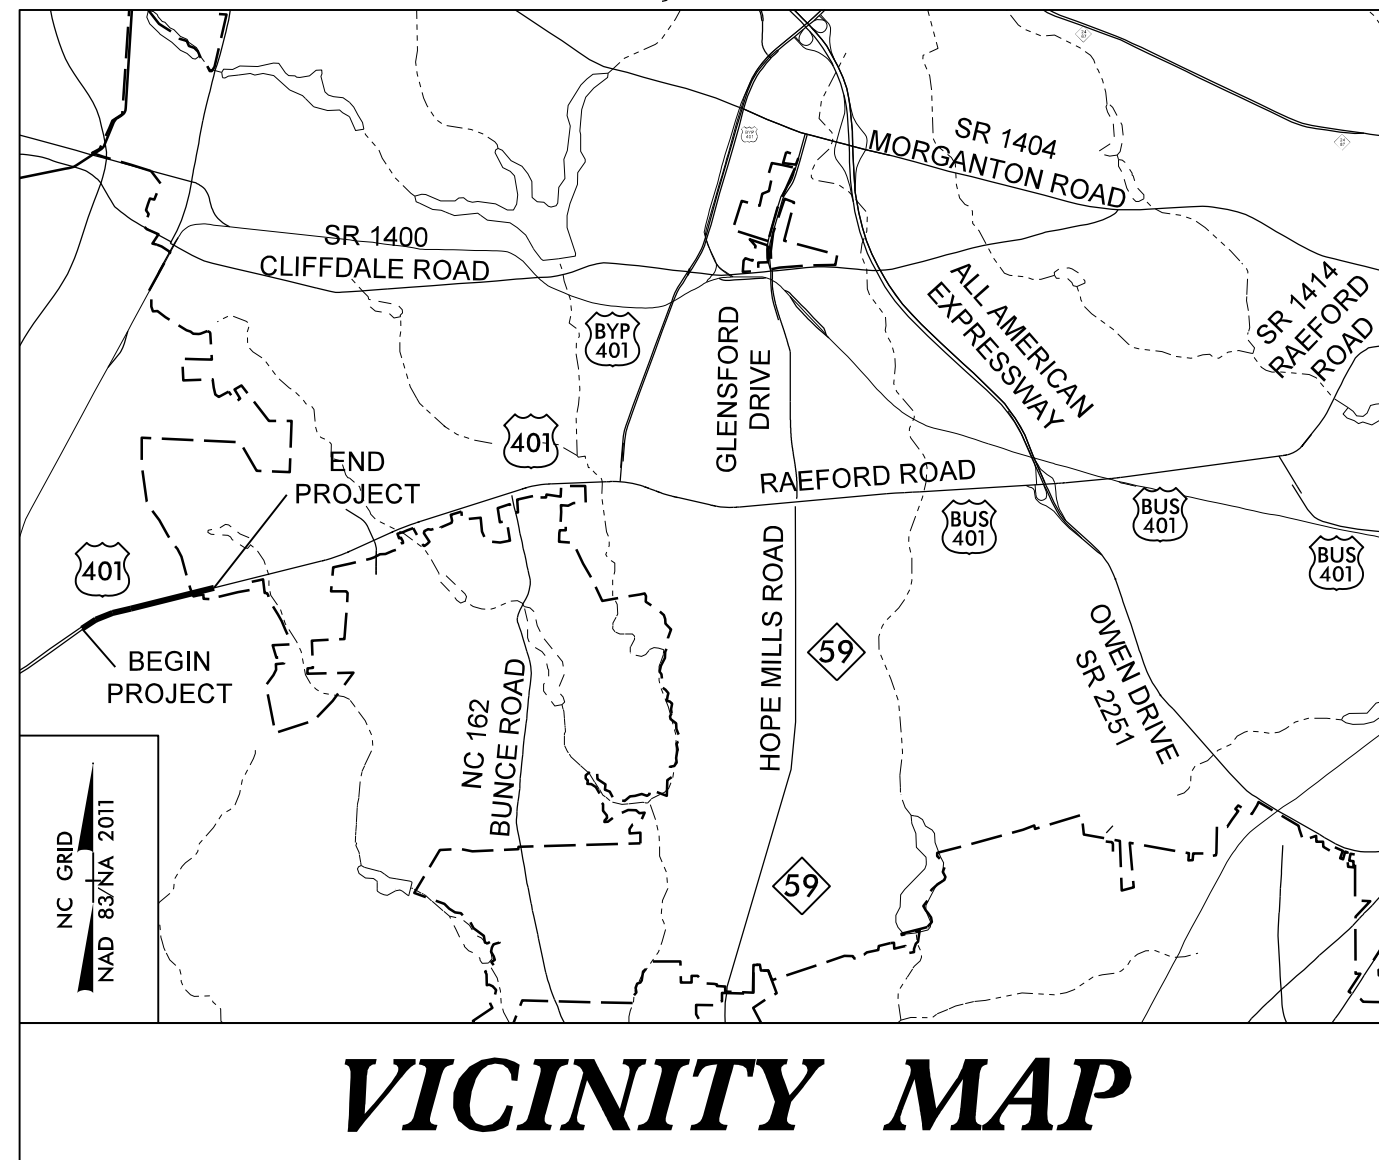 SR 1404
MORGANTON ROAD
SR 1400
CLIFFDALE ROAD
ALL AMERICAN
EXPRESSWAY
SR 1414
RAEFORD
ROAD
BYP
401
GLENSFORD
DRIVE
401
END
PROJECT
RAEFORD ROAD
BUS
401
BUS
401
BUS
401
401
HOPE MILLS ROAD
59
BEGIN
PROJECT
OWEN DRIVE
SR 2251
NC 162
BUNCE ROAD
59
NC GRID
NAD 83/NA 2011
VICINITY MAP